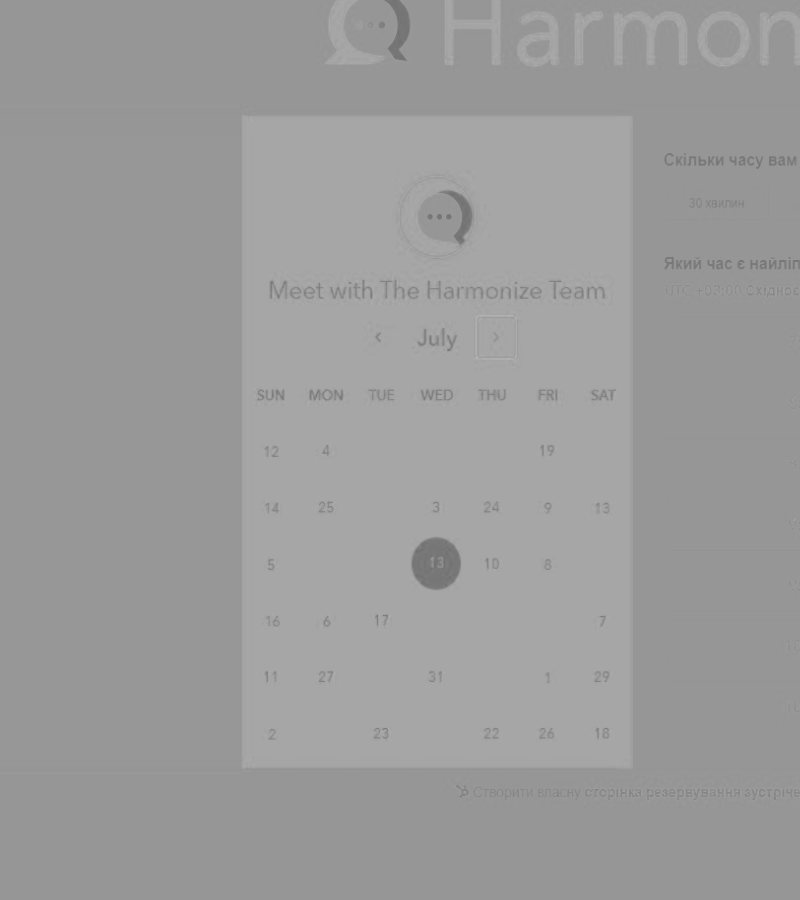 Harmon
Скільки часу вам
30 хвилин
Meet with The Harmonize Team
Який час є найліп
UTC +03:00
July
SUN MON TUE WED THU FRI SAT
12 4 19
14 25 3 24 9 13
5 13 10 8
16 6 17 7
11 27 31 1 29
2 23 22 26 18
Створити власну сторінка резервування зустріче